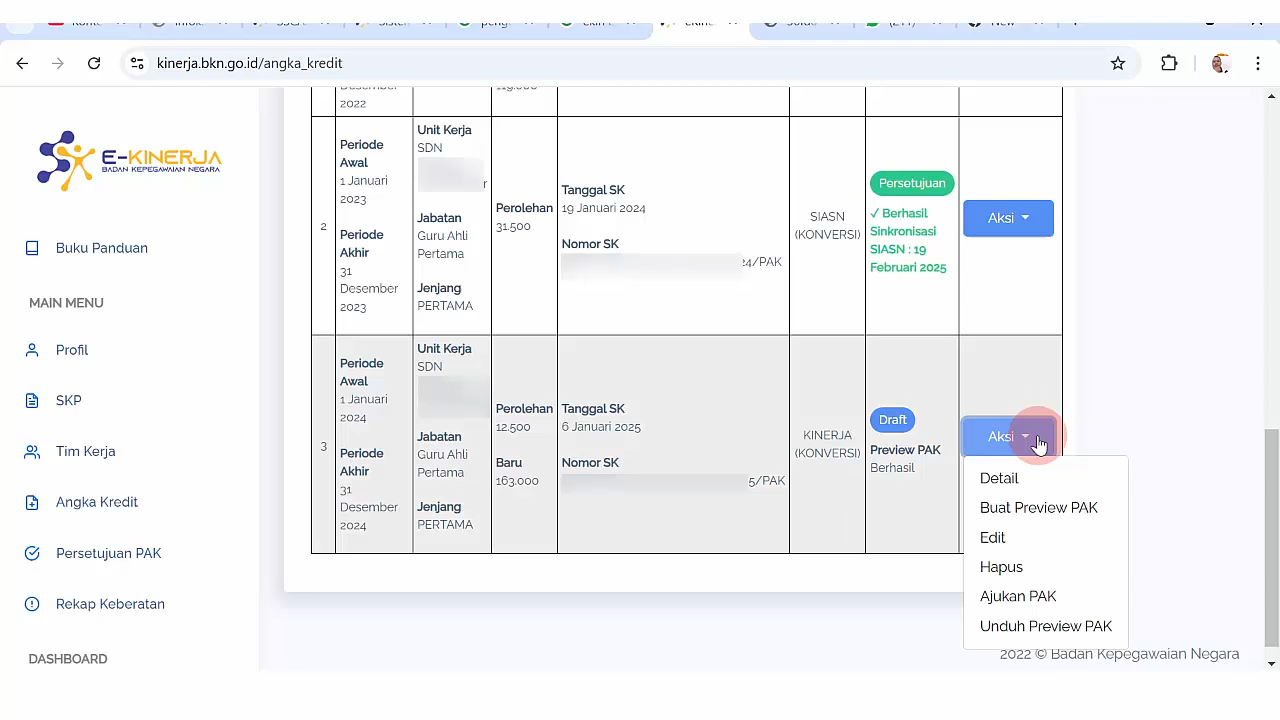 kinerja.bkn.go.id/angka_kredit
E-KINERJA
BADAN KEPEGAWAIAN NEGARA
Buku Panduan
MAIN MENU
Profil
SKP
Tim Kerja
Angka Kredit
Persetujuan PAK
Rekap Keberatan
DASHBOARD
Desember
2022
2
Periode
Awal
1 Januari
2023
Periode
Akhir
31
Desember
2023
Unit Kerja
SDN
r
Jabatan
Guru Ahli
Pertama
Jenjang
PERTAMA
Perolehan
31.500
Tanggal SK
19 Januari 2024
Nomor SK
24/PAK
SIASN
(KONVERSI)
Persetujuan
✓ Berhasil
Sinkronisasi
SIASN : 19
Februari 2025
Aksi
3
Periode
Awal
1 Januari
2024
Periode
Akhir
31
Desember
2024
Unit Kerja
SDN
Jabatan
Guru Ahli
Pertama
Jenjang
PERTAMA
Perolehan
12.500
Baru
163.000
Tanggal SK
6 Januari 2025
Nomor SK
5/PAK
KINERJA
(KONVERSI)
Draft
Preview PAK
Berhasil
Aksi
Detail
Buat Preview PAK
Edit
Hapus
Ajukan PAK
Unduh Preview PAK
2022 © Badan Kepegawaian Negara